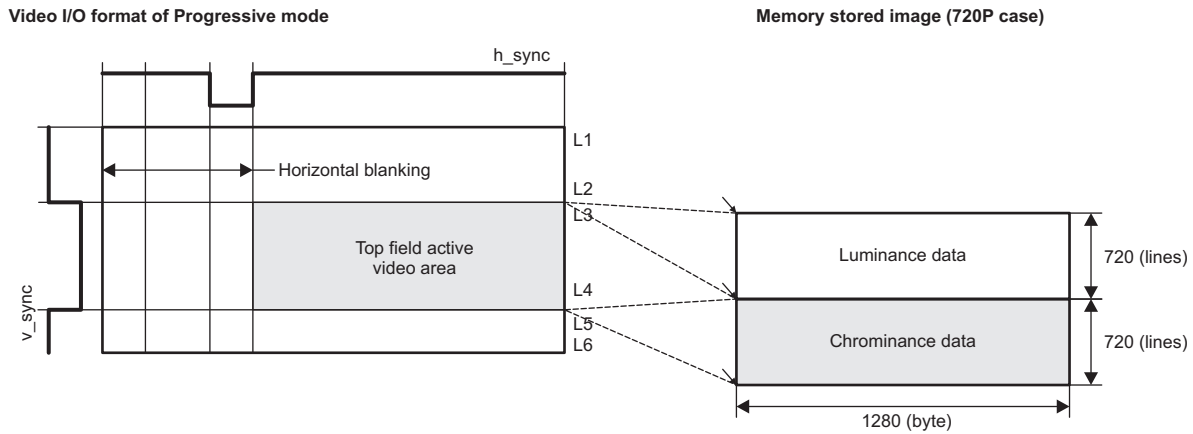 Video I/O format of Progressive mode
Memory stored image (720P case)
h_sync
L1
Horizontal blanking
L2
L3
Top field active
video area
Luminance data
720 (lines)
L4
v_sync
L5
L6
Chrominance data
720 (lines)
1280 (byte)